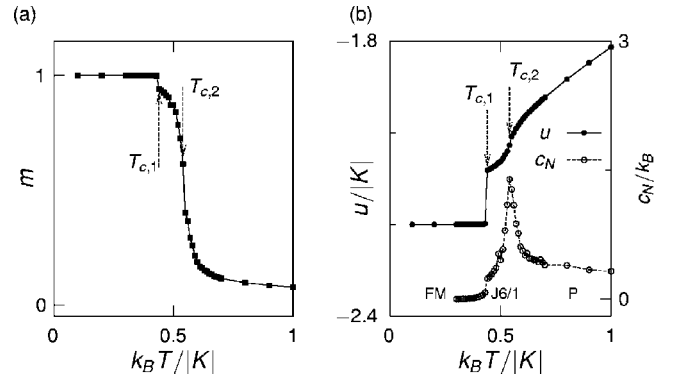 (a)
(b)
m
1
0
T_{c,1}
T_{c,2}
0
0.5
1
k_B T/|K|
−1.8
−2.4
u/|K|
T_{c,1}
T_{c,2}
u
c_N
3
0
c_N/k_B
FM
J6/1
P
0
0.5
1
k_B T/|K|